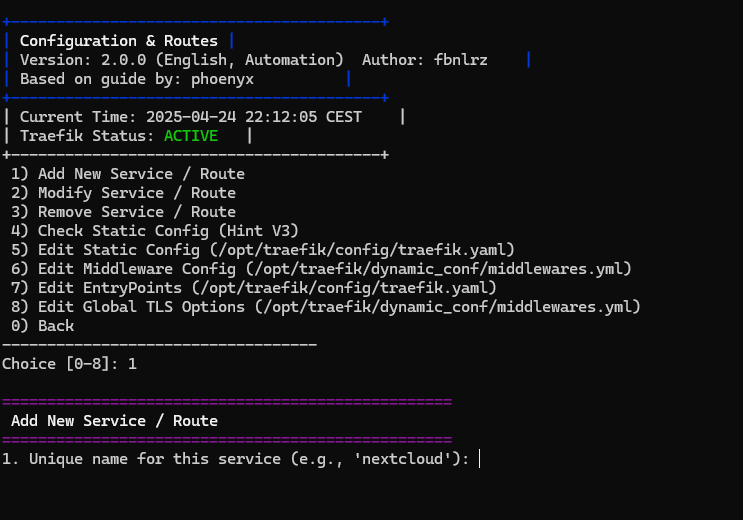 +-----------------------------------------+
| Configuration & Routes |
| Version: 2.0.0 (English, Automation)  Author: fbnlrz    |
| Based on guide by: phoenyx          |
+-----------------------------------------+
| Current Time: 2025-04-24 22:12:05 CEST    |
| Traefik Status: ACTIVE   |
+-----------------------------------------+
 1) Add New Service / Route
 2) Modify Service / Route
 3) Remove Service / Route
 4) Check Static Config (Hint V3)
 5) Edit Static Config (/opt/traefik/config/traefik.yaml)
 6) Edit Middleware Config (/opt/traefik/dynamic_conf/middlewares.yml)
 7) Edit EntryPoints (/opt/traefik/config/traefik.yaml)
 8) Edit Global TLS Options (/opt/traefik/dynamic_conf/middlewares.yml)
 0) Back
-----------------------------------
Choice [0-8]: 1
==================================================
 Add New Service / Route
==================================================
1. Unique name for this service (e.g., 'nextcloud'):